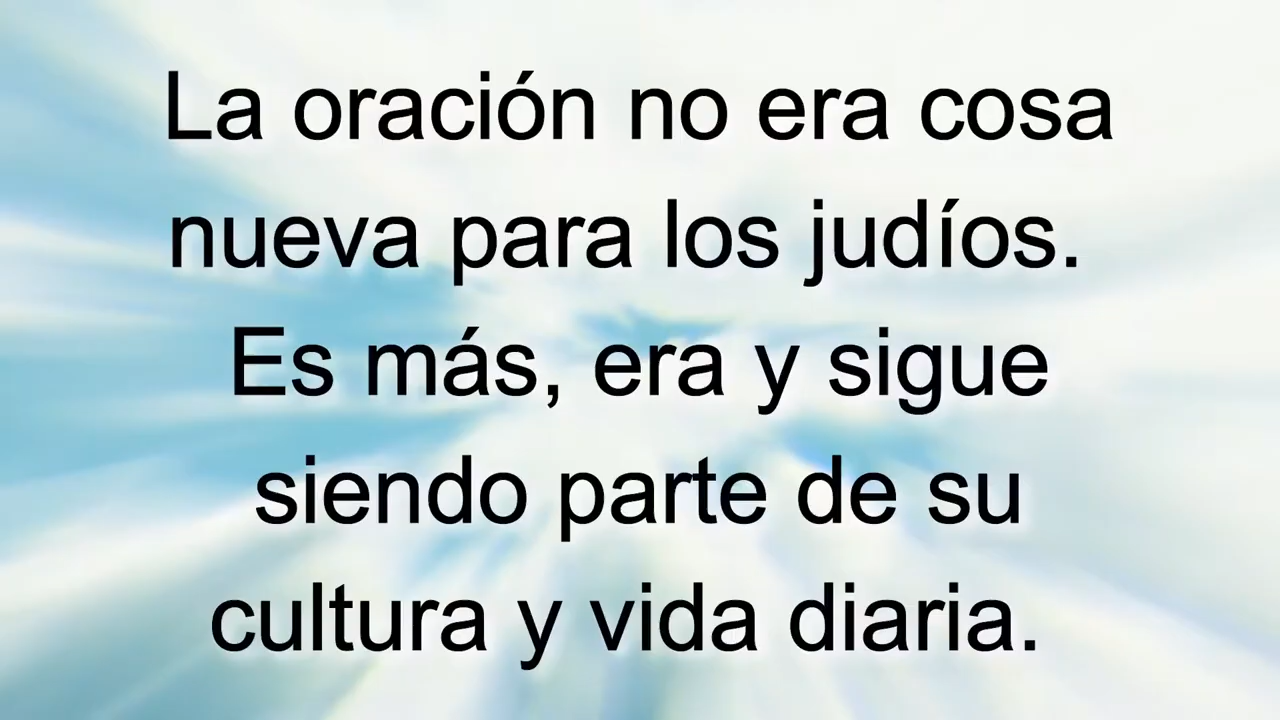 La oración no era cosa
nueva para los judíos.
Es más, era y sigue
siendo parte de su
cultura y vida diaria.